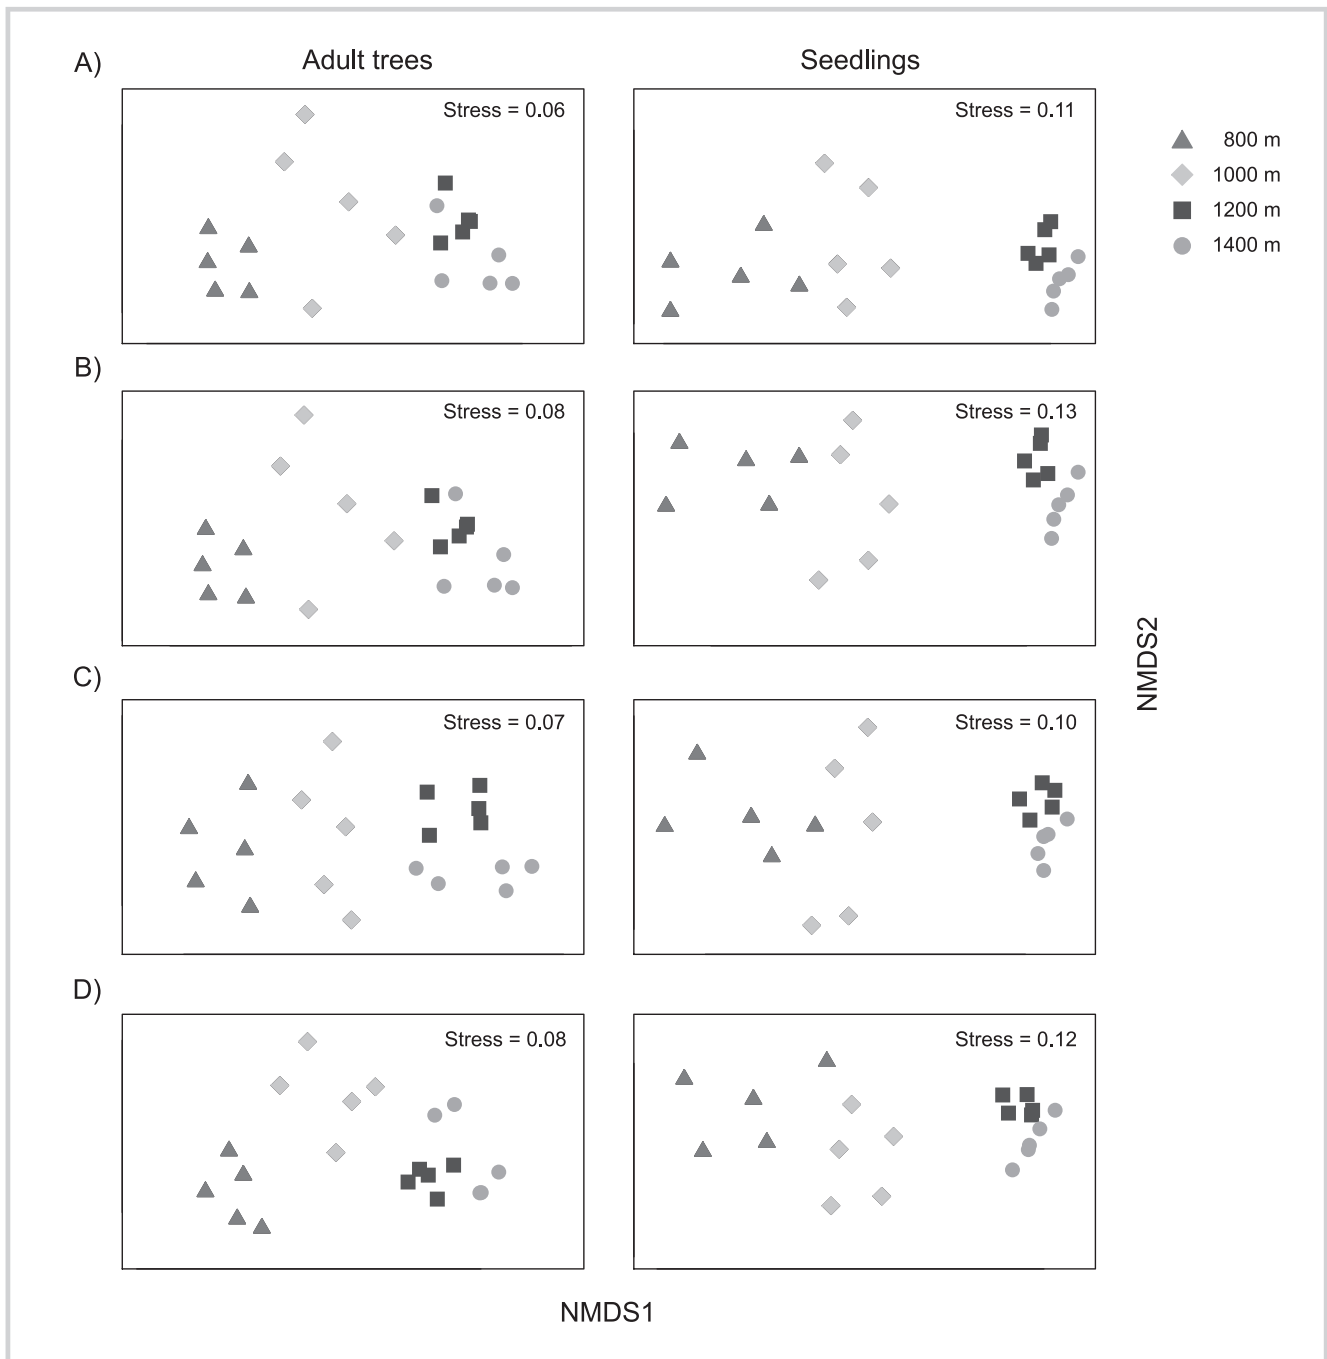 A)
Adult trees
Seedlings
Stress = 0.06
Stress = 0.11
800 m
1000 m
1200 m
1400 m
B)
Stress = 0.08
Stress = 0.13
C)
Stress = 0.07
Stress = 0.10
D)
Stress = 0.08
Stress = 0.12
NMDS2
NMDS1